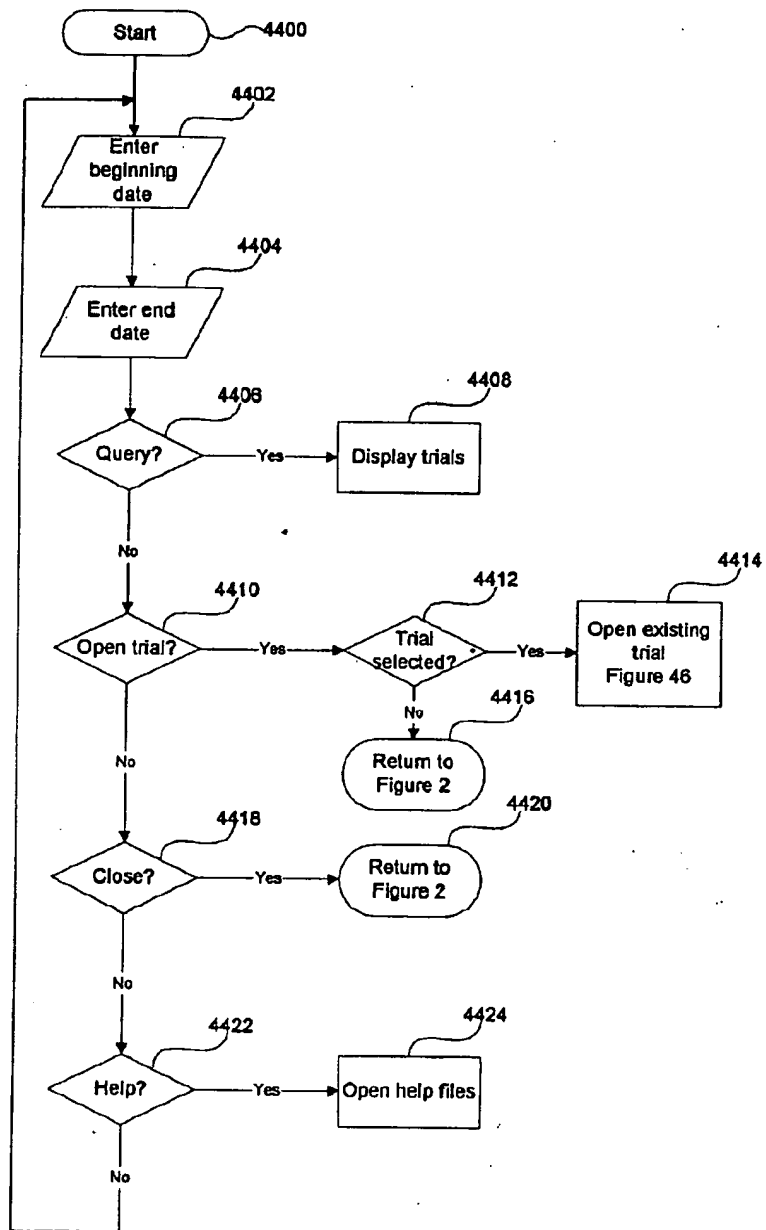 Start
4400
4402
Enter
beginning
date
4404
Enter end
date
4406
Query?
Yes
4408
Display trials
No
4410
Open trial?
Yes
4412
Trial
selected?
Yes
4414
Open existing
trial
Figure 46
No
4416
Return to
Figure 2
No
4418
Close?
Yes
4420
Return to
Figure 2
No
4422
Help?
Yes
4424
Open help files
No